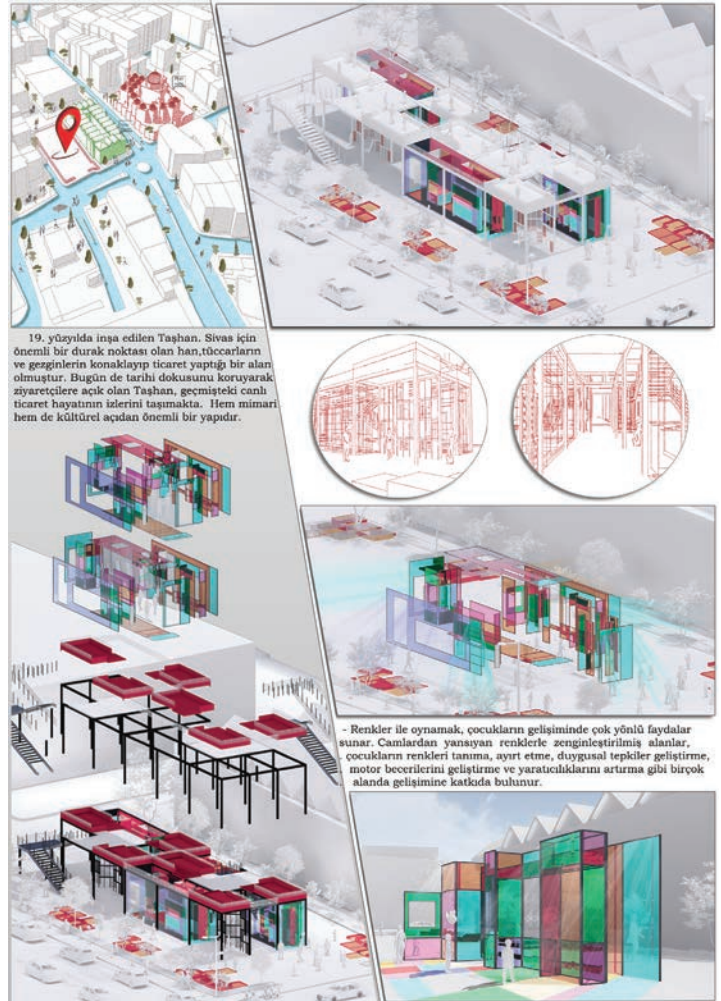 19. yüzyılda inşa edilen Taşhan. Sivas için
önemli bir durak noktası olan han,tüccarların
ve gezginlerin konaklayıp ticaret yaptığı bir alan
olmuştur. Bugün de tarihi dokusunu koruyarak
ziyaretçilere açık olan Taşhan, geçmişteki canlı
ticaret hayatının izlerini taşımakta. Hem mimari
hem de kültürel açıdan önemli bir yapıdır.
- Renkler ile oynamak, çocukların gelişiminde çok yönlü faydalar
sunar. Camlardan yansıyan renklerle zenginleştirilmiş alanlar,
. çocukların renkleri tanıma, ayırt etme, duygusal tepkiler geliştirme,
. motor becerilerini geliştirme ve yaratıcılıklarını artırma gibi birçok
. alanda gelişimine katkıda bulunur.